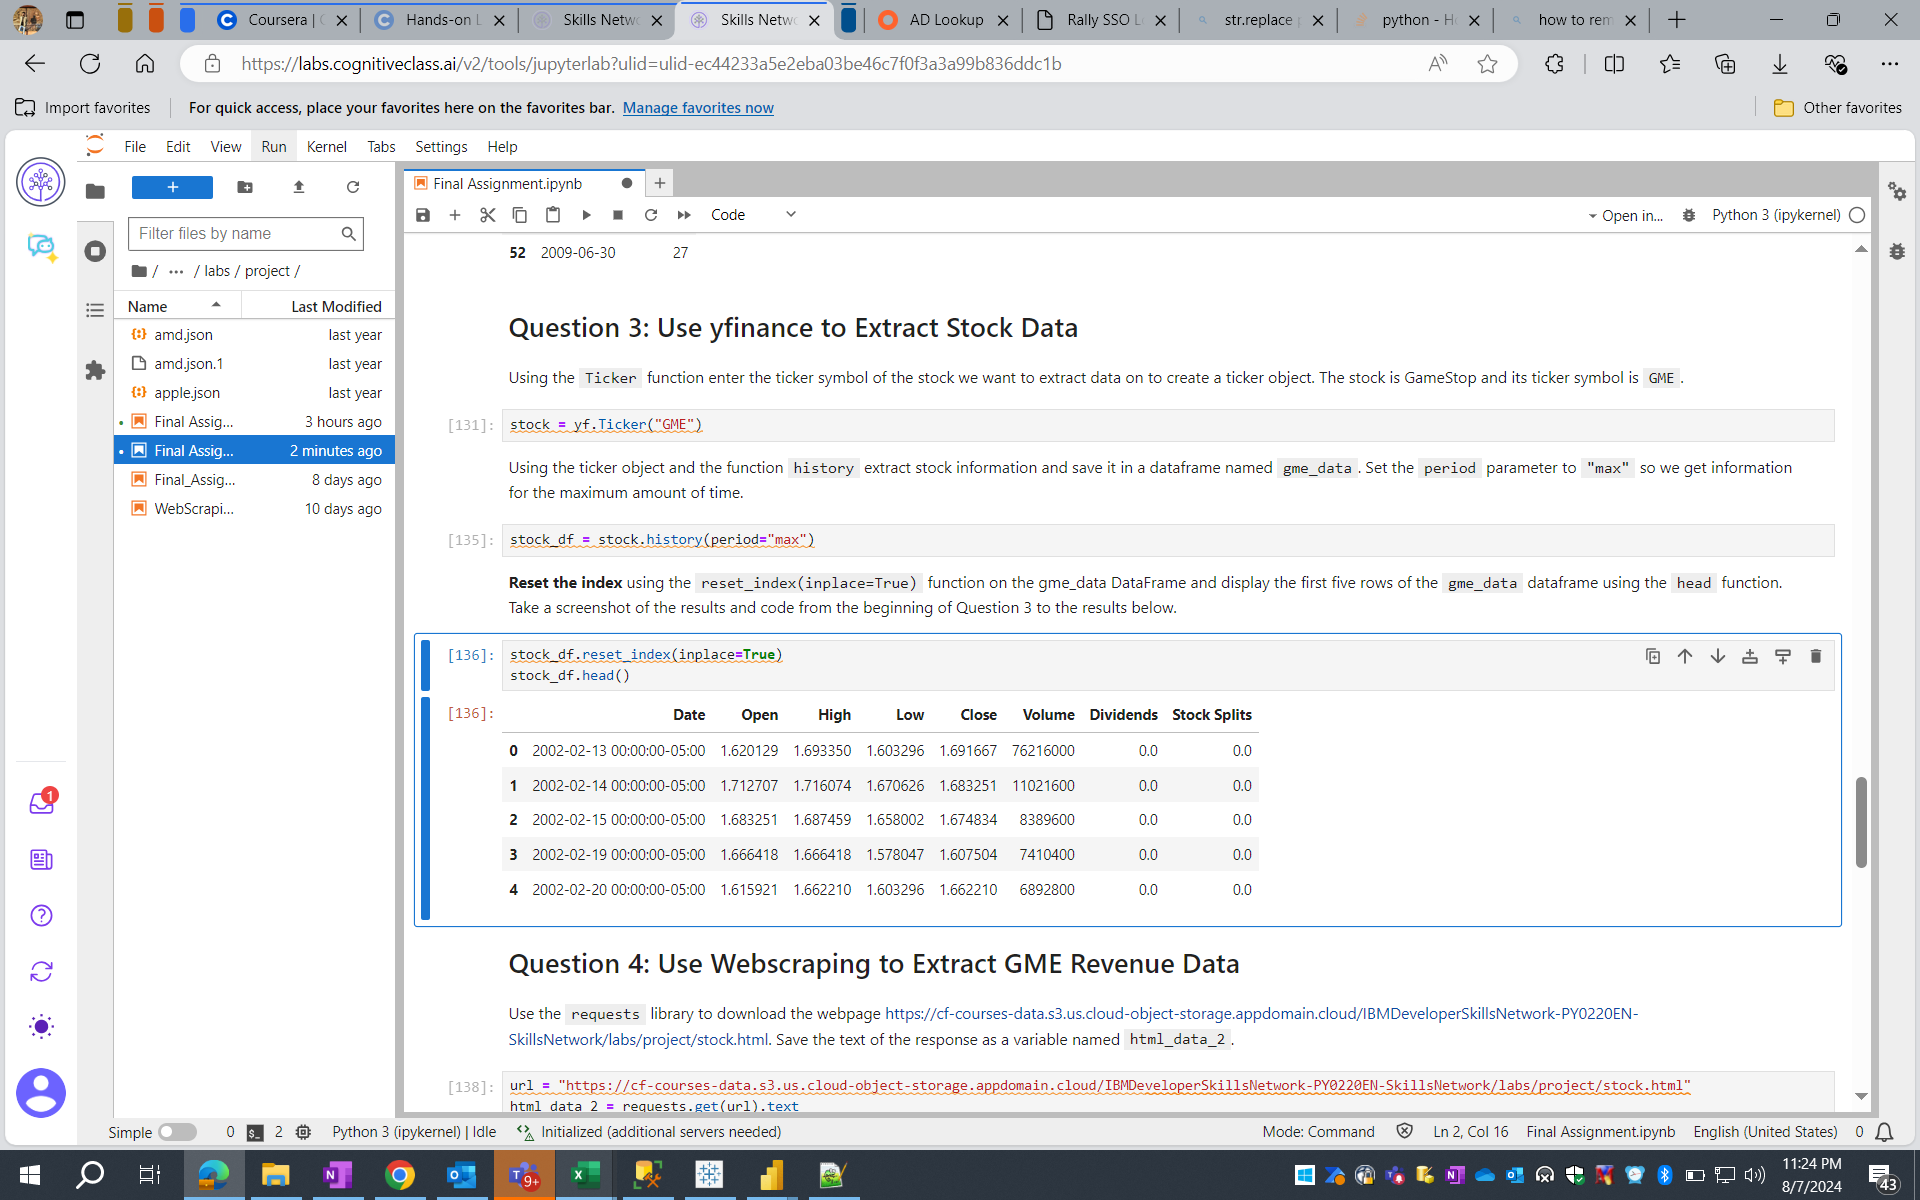 Coursera | C
Hands-on L
Skills Netwo
Skills Netwo
AD Lookup
Rally SSO L
str.replace
python - H
how to rem
https://labs.cognitiveclass.ai/v2/tools/jupyterlab?ulid=ulid-ec44233a5e2eba03be46c7f0f3a3a99b836ddc1b
Import favorites
For quick access, place your favorites here on the favorites bar. Manage favorites now
Other favorites
File Edit View Run Kernel Tabs Settings Help
Final Assignment.ipynb
Code
Open in...
Python 3 (ipykernel)
Filter files by name
/ ... / labs / project /
Name Last Modified
amd.json last year
amd.json.1 last year
apple.json last year
Final Assig... 3 hours ago
Final Assig... 2 minutes ago
Final_Assig... 8 days ago
WebScrapi... 10 days ago
52 2009-06-30 27
Question 3: Use yfinance to Extract Stock Data
Using the Ticker function enter the ticker symbol of the stock we want to extract data on to create a ticker object. The stock is GameStop and its ticker symbol is GME .
[131]: stock = yf.Ticker("GME")
Using the ticker object and the function history extract stock information and save it in a dataframe named gme_data . Set the period parameter to "max" so we get information
for the maximum amount of time.
[135]: stock_df = stock.history(period="max")
Reset the index using the reset_index(inplace=True) function on the gme_data DataFrame and display the first five rows of the gme_data dataframe using the head function.
Take a screenshot of the results and code from the beginning of Question 3 to the results below.
[136]: stock_df.reset_index(inplace=True)
stock_df.head()
[136]: Date Open High Low Close Volume Dividends Stock Splits
0 2002-02-13 00:00:00-05:00 1.620129 1.693350 1.603296 1.691667 76216000 0.0 0.0
1 2002-02-14 00:00:00-05:00 1.712707 1.716074 1.670626 1.683251 11021600 0.0 0.0
2 2002-02-15 00:00:00-05:00 1.683251 1.687459 1.658002 1.674834 8389600 0.0 0.0
3 2002-02-19 00:00:00-05:00 1.666418 1.666418 1.578047 1.607504 7410400 0.0 0.0
4 2002-02-20 00:00:00-05:00 1.615921 1.662210 1.603296 1.662210 6892800 0.0 0.0
Question 4: Use Webscraping to Extract GME Revenue Data
Use the requests library to download the webpage https://cf-courses-data.s3.us.cloud-object-storage.appdomain.cloud/IBMDeveloperSkillsNetwork-PY0220EN-
SkillsNetwork/labs/project/stock.html. Save the text of the response as a variable named html_data_2 .
[138]: url = "https://cf-courses-data.s3.us.cloud-object-storage.appdomain.cloud/IBMDeveloperSkillsNetwork-PY0220EN-SkillsNetwork/labs/project/stock.html"
html_data_2 = requests.get(url).text
1
Simple 0 2 Python 3 (ipykernel) | Idle Initialized (additional servers needed)
Mode: Command Ln 2, Col 16 Final Assignment.ipynb English (United States) 0
9+
11:24 PM
8/7/2024
43